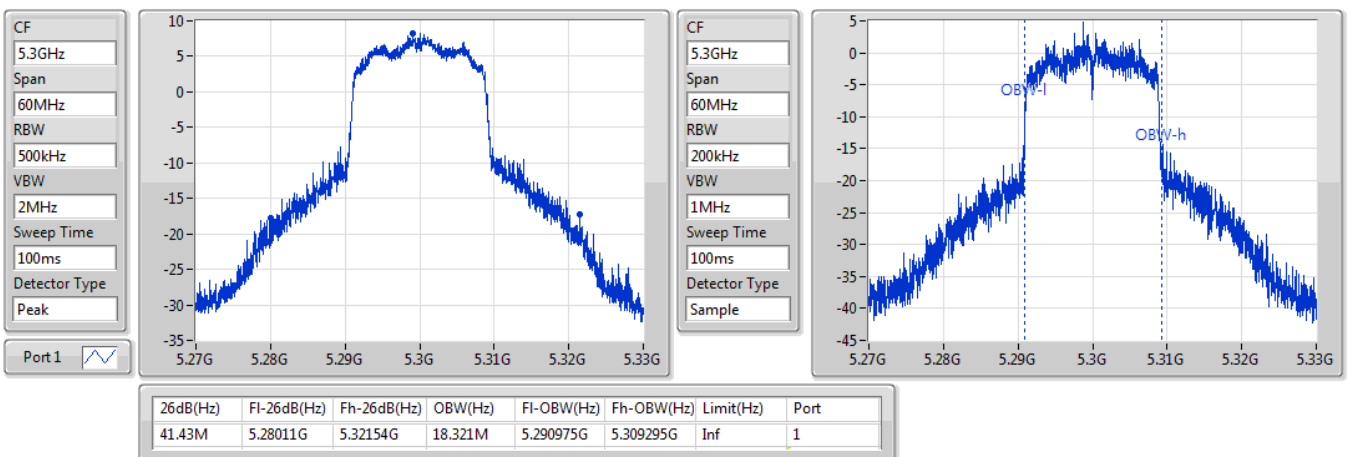 CF
5.3GHz
Span
60MHz
RBW
500kHz
VBW
2MHz
Sweep Time
100ms
Detector Type
Peak
Port 1
10
5
0
-5
-10
-15
-20
-25
-30
-35
5.27G 5.28G 5.29G 5.3G 5.31G 5.32G 5.33G
CF
5.3GHz
Span
60MHz
RBW
200kHz
VBW
1MHz
Sweep Time
100ms
Detector Type
Sample
5
0
-5
-10
-15
-20
-25
-30
-35
-40
-45
OBW-l
OBW-h
5.27G 5.28G 5.29G 5.3G 5.31G 5.32G 5.33G
26dB(Hz) Fl-26dB(Hz) Fh-26dB(Hz) OBW(Hz) Fl-OBW(Hz) Fh-OBW(Hz) Limit(Hz) Port
41.43M 5.28011G 5.32154G 18.321M 5.290975G 5.309295G Inf 1